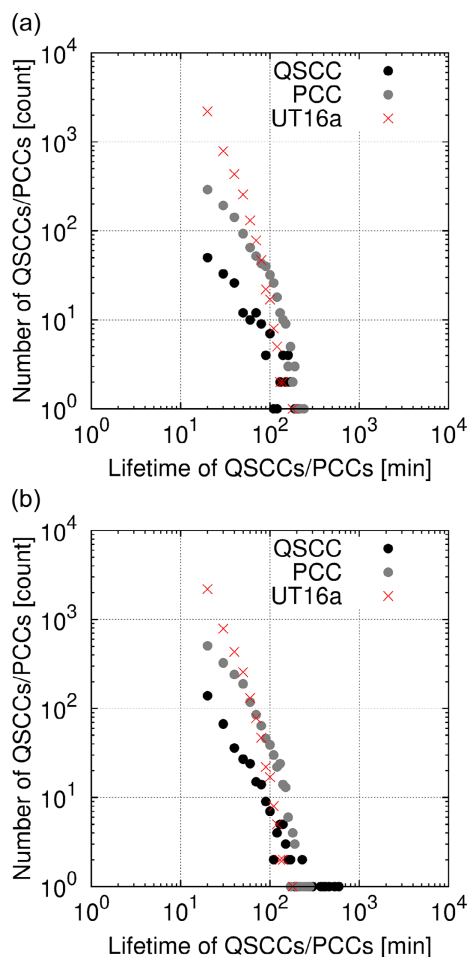 (a)
10^4
QSCC
PCC
UT16a
10^3
10^2
10^1
10^0
Number of QSCCs/PCCs [count]
10^0 10^1 10^2 10^3 10^4
Lifetime of QSCCs/PCCs [min]
(b)
10^4
QSCC
PCC
UT16a
10^3
10^2
10^1
10^0
Number of QSCCs/PCCs [count]
10^0 10^1 10^2 10^3 10^4
Lifetime of QSCCs/PCCs [min]